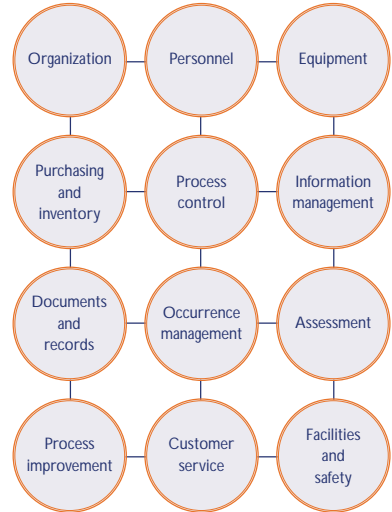 Organization
Personnel
Equipment
Purchasing
and
inventory
Process
control
Information
management
Documents
and
records
Occurrence
management
Assessment
Process
improvement
Customer
service
Facilities
and
safety